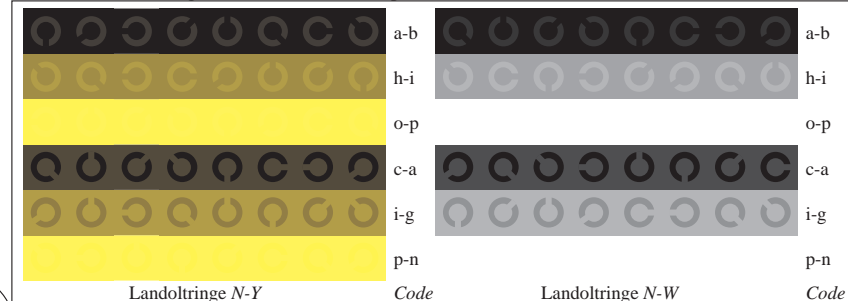 a-b a-b
h-i h-i
o-p o-p
c-a c-a
i-g i-g
p-n p-n
Landoltringe N-Y Code Landoltringe N-W Code